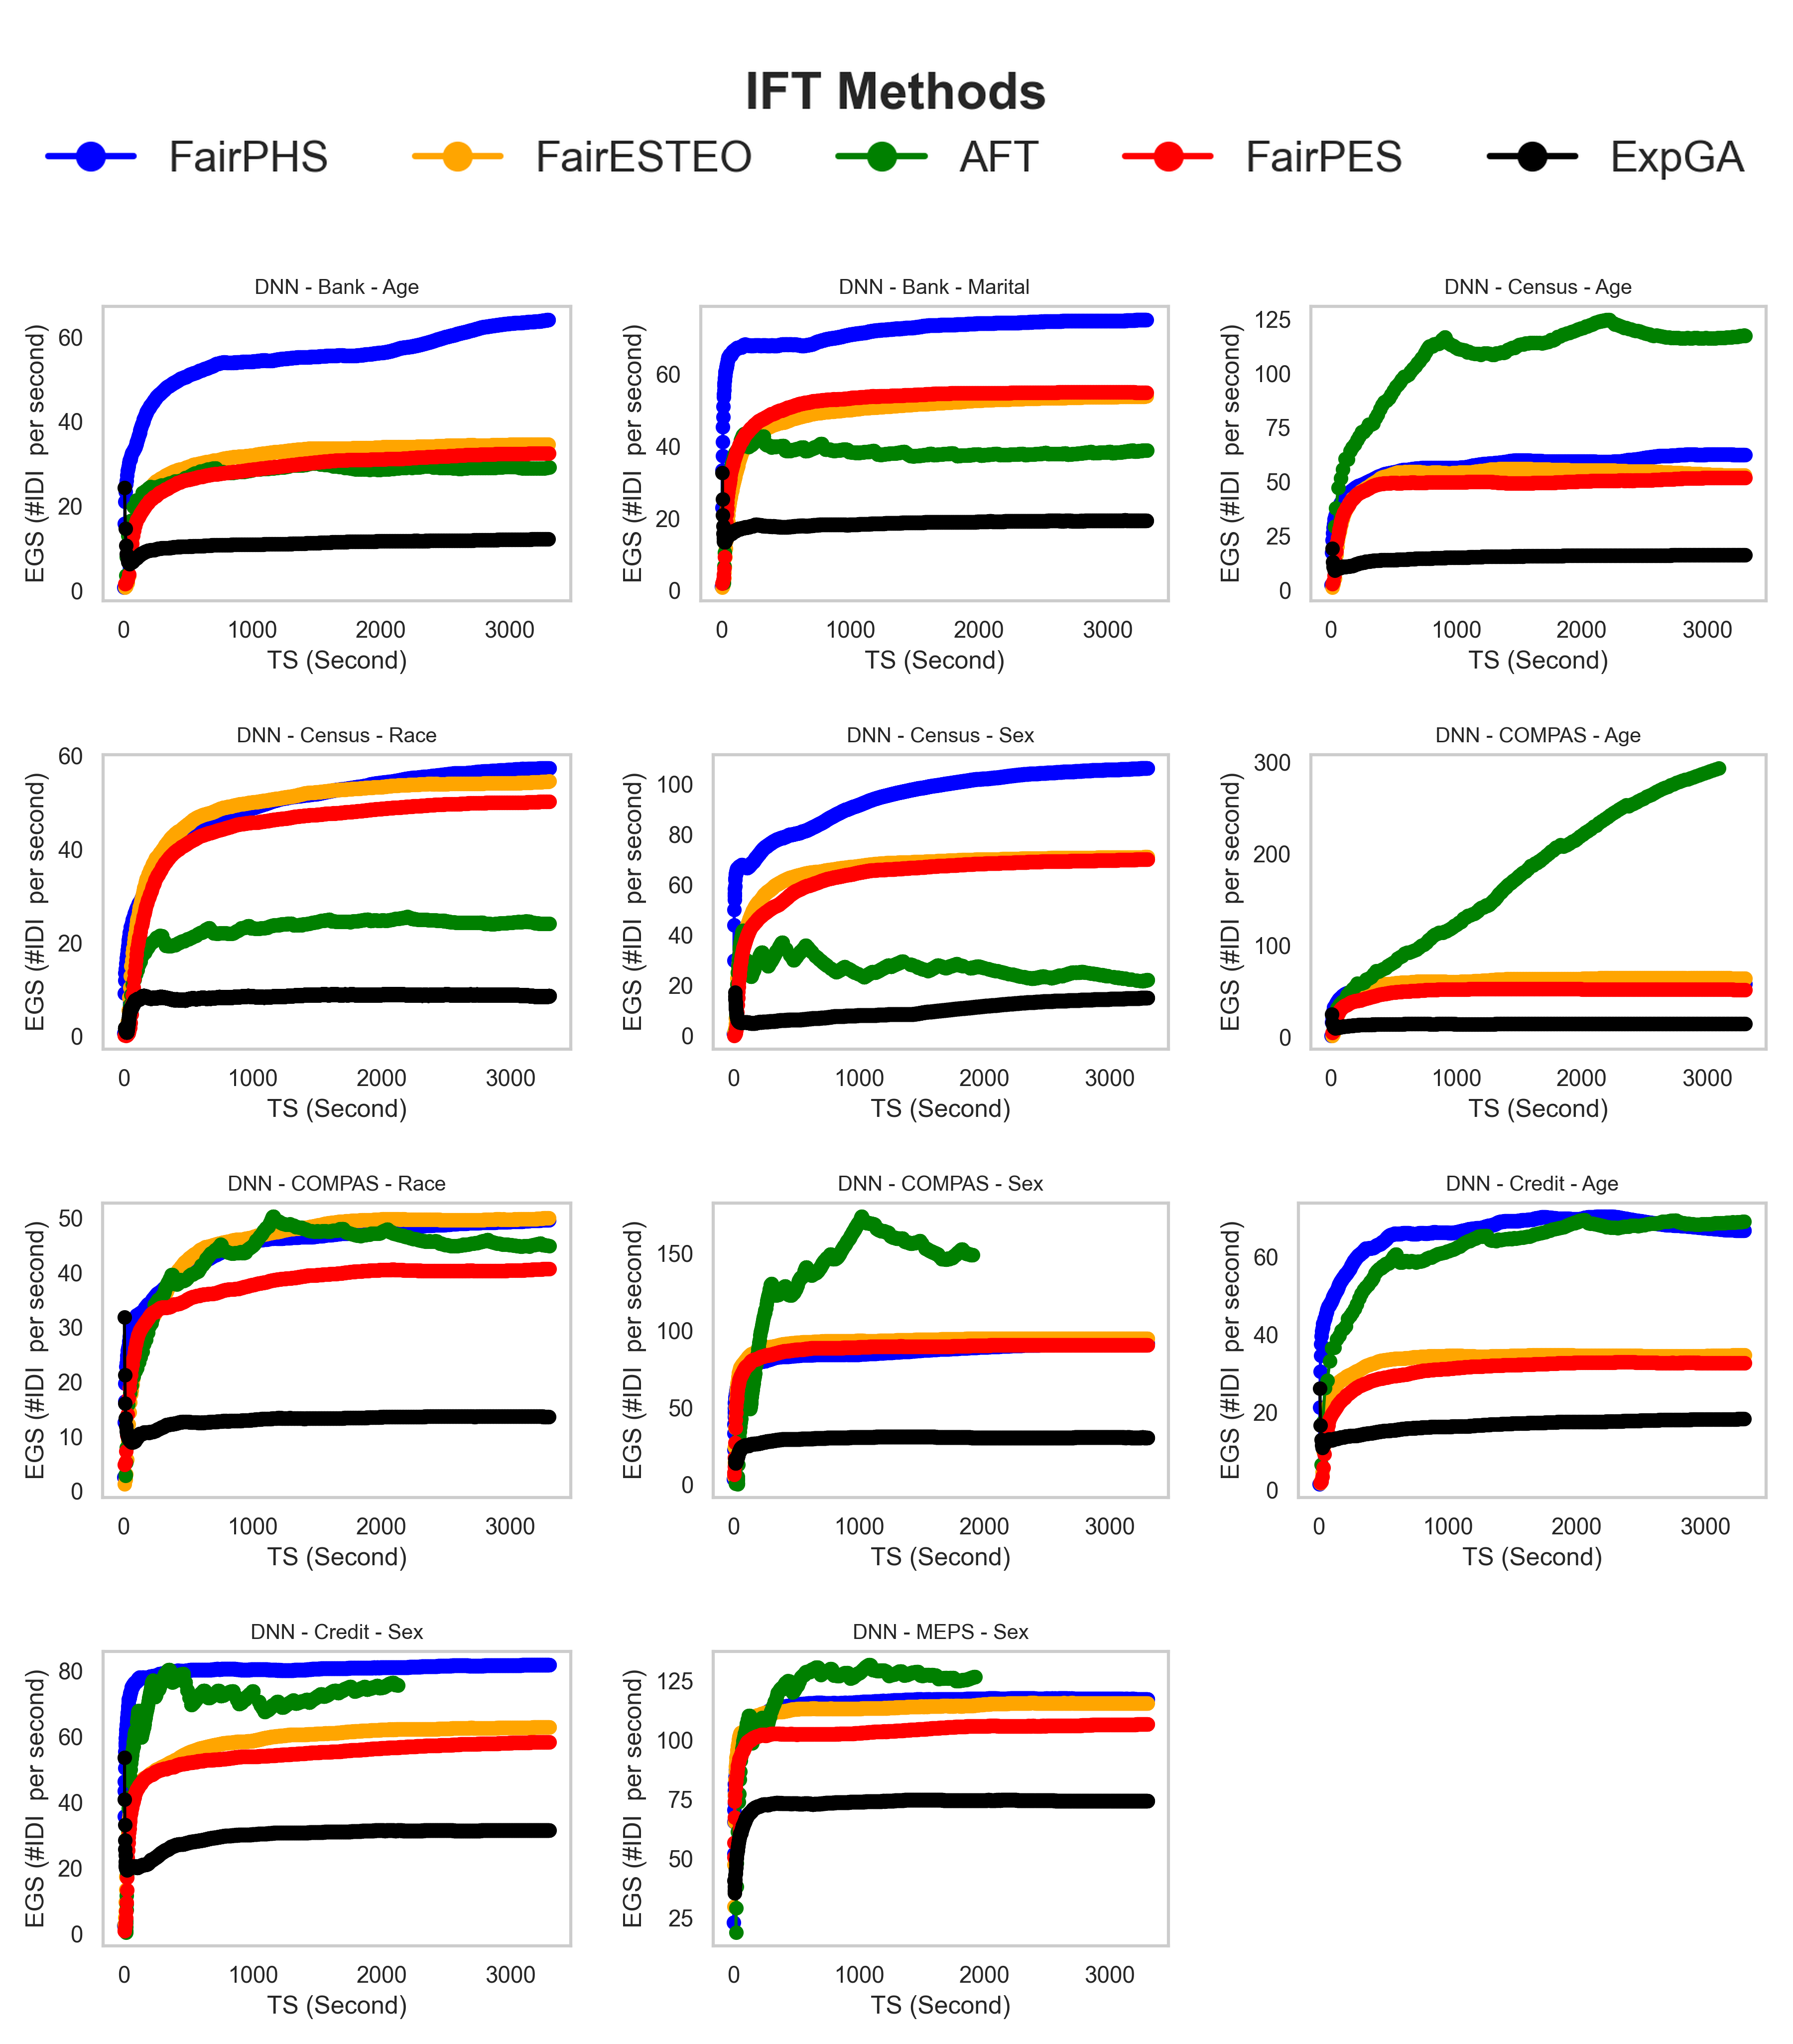 IFT Methods
FairPHS FairESTEO AFT FairPES ExpGA
DNN - Bank - Age
EGS (#IDI per second)
60
40
20
0
0 1000 2000 3000
TS (Second)
DNN - Bank - Marital
EGS (#IDI per second)
60
40
20
0
0 1000 2000 3000
TS (Second)
DNN - Census - Age
EGS (#IDI per second)
125
100
75
50
25
0
0 1000 2000 3000
TS (Second)
DNN - Census - Race
EGS (#IDI per second)
60
40
20
0
0 1000 2000 3000
TS (Second)
DNN - Census - Sex
EGS (#IDI per second)
100
80
60
40
20
0
0 1000 2000 3000
TS (Second)
DNN - COMPAS - Age
EGS (#IDI per second)
300
200
100
0
0 1000 2000 3000
TS (Second)
DNN - COMPAS - Race
EGS (#IDI per second)
50
40
30
20
10
0
0 1000 2000 3000
TS (Second)
DNN - COMPAS - Sex
EGS (#IDI per second)
150
100
50
0
0 1000 2000 3000
TS (Second)
DNN - Credit - Age
EGS (#IDI per second)
60
40
20
0
0 1000 2000 3000
TS (Second)
DNN - Credit - Sex
EGS (#IDI per second)
80
60
40
20
0
0 1000 2000 3000
TS (Second)
DNN - MEPS - Sex
EGS (#IDI per second)
125
100
75
50
25
0 1000 2000 3000
TS (Second)